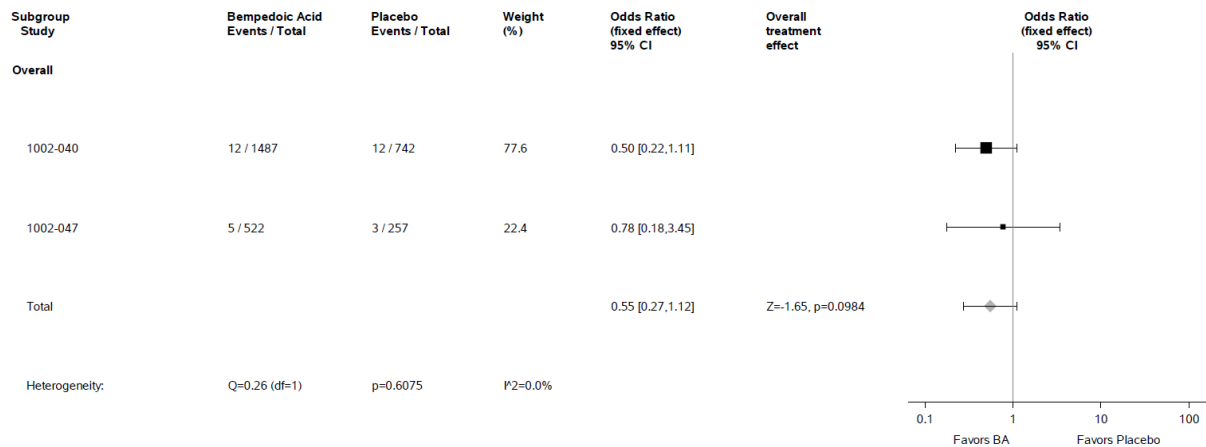 Subgroup Bempedoic Acid Placebo Weight Odds Ratio Overall Odds Ratio
Study Events / Total Events / Total (%) (fixed effect) treatment (fixed effect)
95% CI effect 95% CI
Overall
1002-040 12 / 1487 12 / 742 77.6 0.50 [0.22,1.11]
1002-047 5 / 522 3 / 257 22.4 0.78 [0.18,3.45]
Total 0.55 [0.27,1.12] Z=-1.65, p=0.0984
Heterogeneity: Q=0.26 (df=1) p=0.6075 I^2=0.0%
0.1 1 10 100
Favors BA Favors Placebo